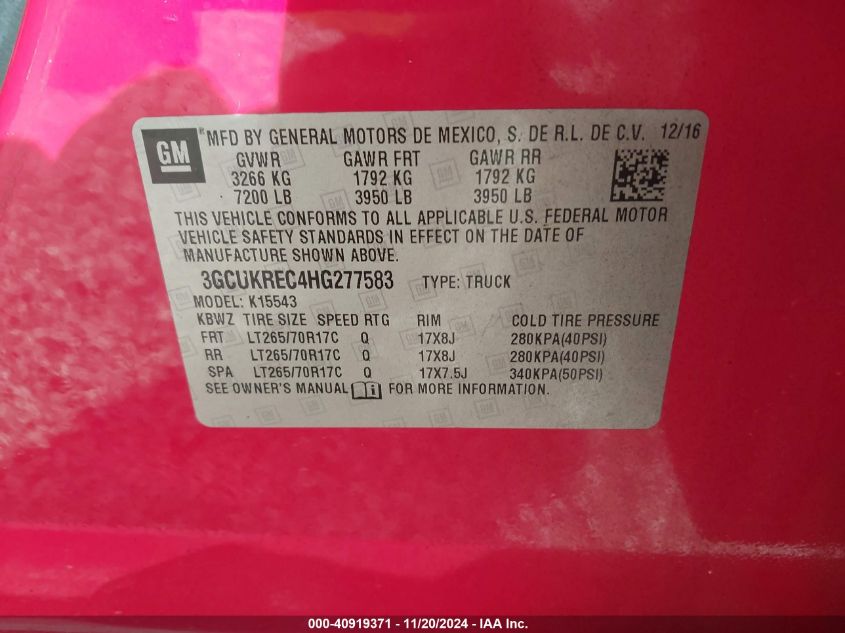 GM
® MFD BY GENERAL MOTORS DE MEXICO, S. DE R.L. DE C.V. 12/16
GVWR GAWR FRT GAWR RR
3266 KG 1792 KG 1792 KG
7200 LB 3950 LB 3950 LB
THIS VEHICLE CONFORMS TO ALL APPLICABLE U.S. FEDERAL MOTOR
VEHICLE SAFETY STANDARDS IN EFFECT ON THE DATE OF
MANUFACTURE SHOWN ABOVE.
3GCUKREC4HG277583 TYPE: TRUCK
MODEL: K15543
KBWZ TIRE SIZE SPEED RTG RIM COLD TIRE PRESSURE
FRT LT265/70R17C Q 17X8J 280KPA(40PSI)
RR LT265/70R17C Q 17X8J 280KPA(40PSI)
SPA LT265/70R17C Q 17X7.5J 340KPA(50PSI)
SEE OWNER'S MANUAL FOR MORE INFORMATION.
000-40919371 - 11/20/2024 - IAA Inc.